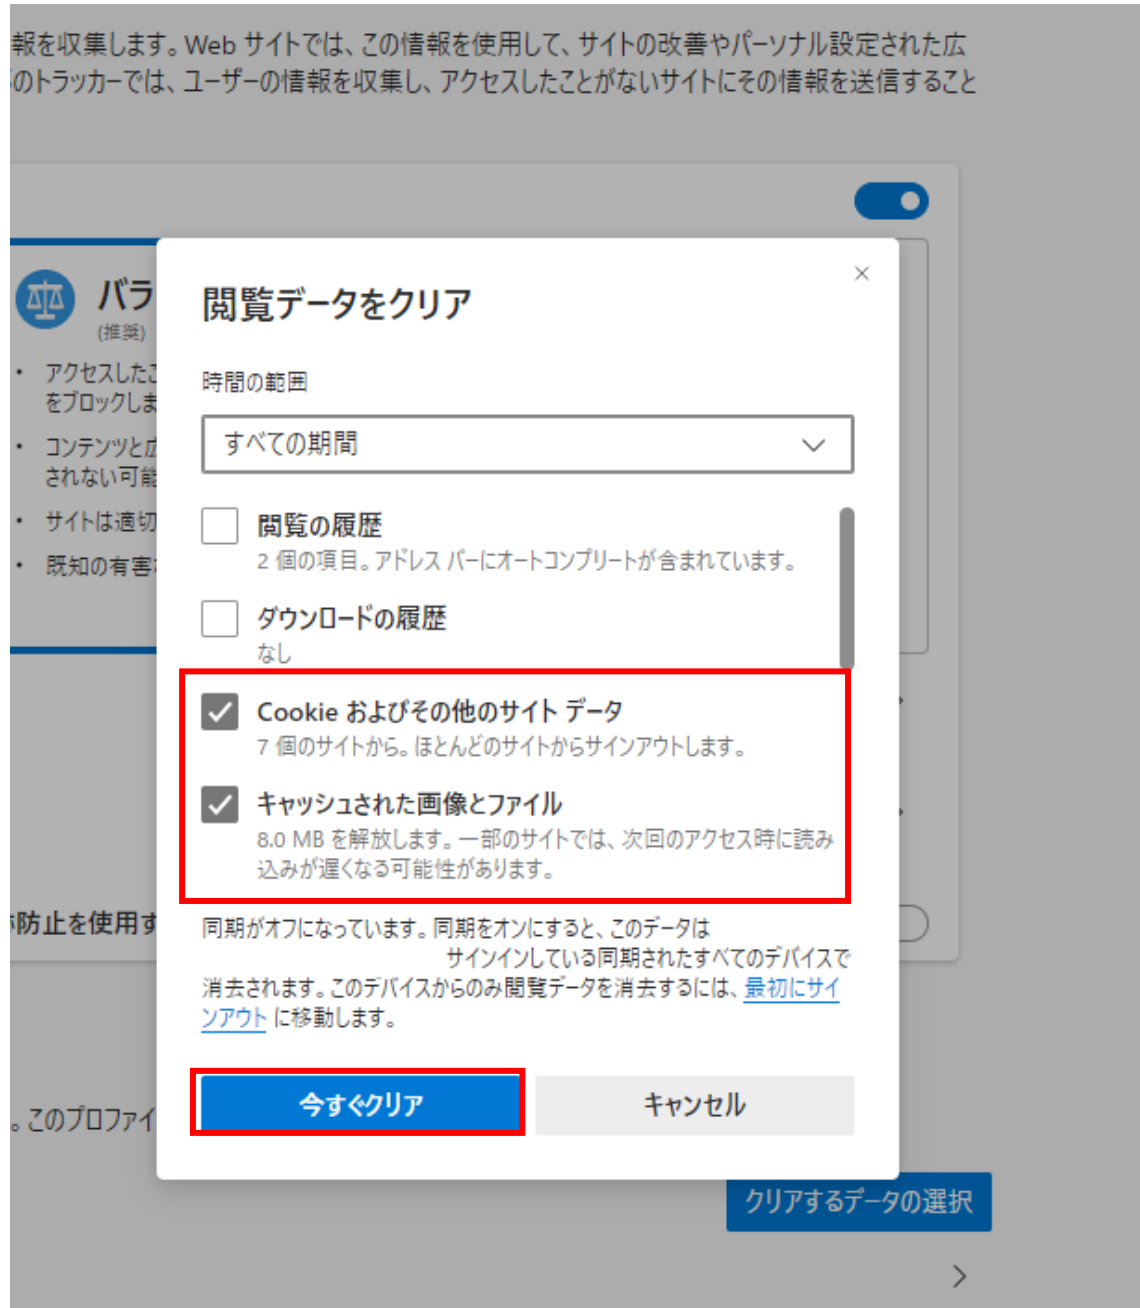 報を収集します。Web サイトでは、この情報を使用して、サイトの改善やパーソナル設定された広
のトラッカーでは、ユーザーの情報を収集し、アクセスしたことがないサイトにその情報を送信すること
バラ
(推奨)
・ アクセスしたこ
をブロックしま
・ コンテンツと広
されない可能
・ サイトは適切
・ 既知の有害
防止を使用す
。このプロファイ
閲覧データをクリア
時間の範囲
すべての期間
閲覧の履歴
2 個の項目。アドレス バーにオートコンプリートが含まれています。
ダウンロードの履歴
なし
Cookie およびその他のサイト データ
7 個のサイトから。ほとんどのサイトからサインアウトします。
キャッシュされた画像とファイル
8.0 MB を解放します。一部のサイトでは、次回のアクセス時に読み
込みが遅くなる可能性があります。
同期がオフになっています。同期をオンにすると、このデータは
サインインしている同期されたすべてのデバイスで
消去されます。このデバイスからのみ閲覧データを消去するには、最初にサイ
ンアウト に移動します。
今すぐクリア
キャンセル
クリアするデータの選択